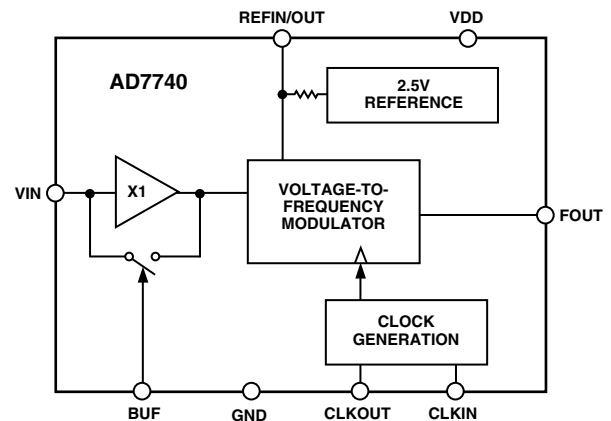 REFIN/OUT
VDD
AD7740
2.5V
REFERENCE
X1
VIN
VOLTAGE-TO-
FREQUENCY
MODULATOR
FOUT
CLOCK
GENERATION
BUF
GND
CLKOUT
CLKIN